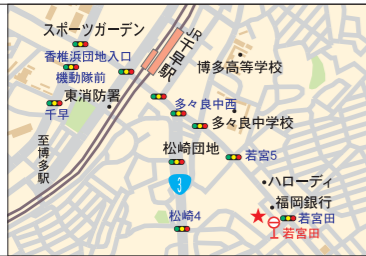 スポーツガーデン
JR千早駅
香椎浜団地入口
機動隊前
博多高等学校
東消防署
千早
多々良中西
多々良中学校
至博多駅
松崎団地
若宮5
3
ハローディ
福岡銀行
松崎4
若宮田
若宮田